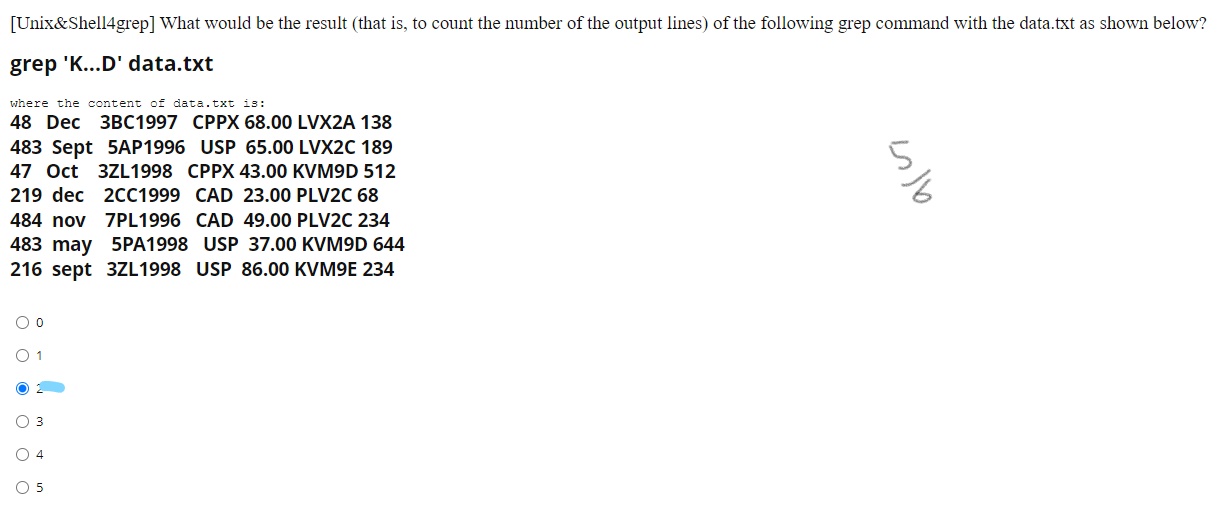 [Unix&Shell4grep] What would be the result (that is, to count the number of the output lines) of the following grep command with the data.txt as shown below?
grep 'K...D' data.txt
where the content of data.txt is:
48 Dec 3BC1997 CPPX 68.00 LVX2A 138
483 Sept 5AP1996 USP 65.00 LVX2C 189
47 Oct 3ZL1998 CPPX 43.00 KVM9D 512
219 dec 2CC1999 CAD 23.00 PLV2C 68
484 nov 7PL1996 CAD 49.00 PLV2C 234
483 may 5PA1998 USP 37.00 KVM9D 644
216 sept 3ZL1998 USP 86.00 KVM9E 234
5/6
0
1
2
3
4
5